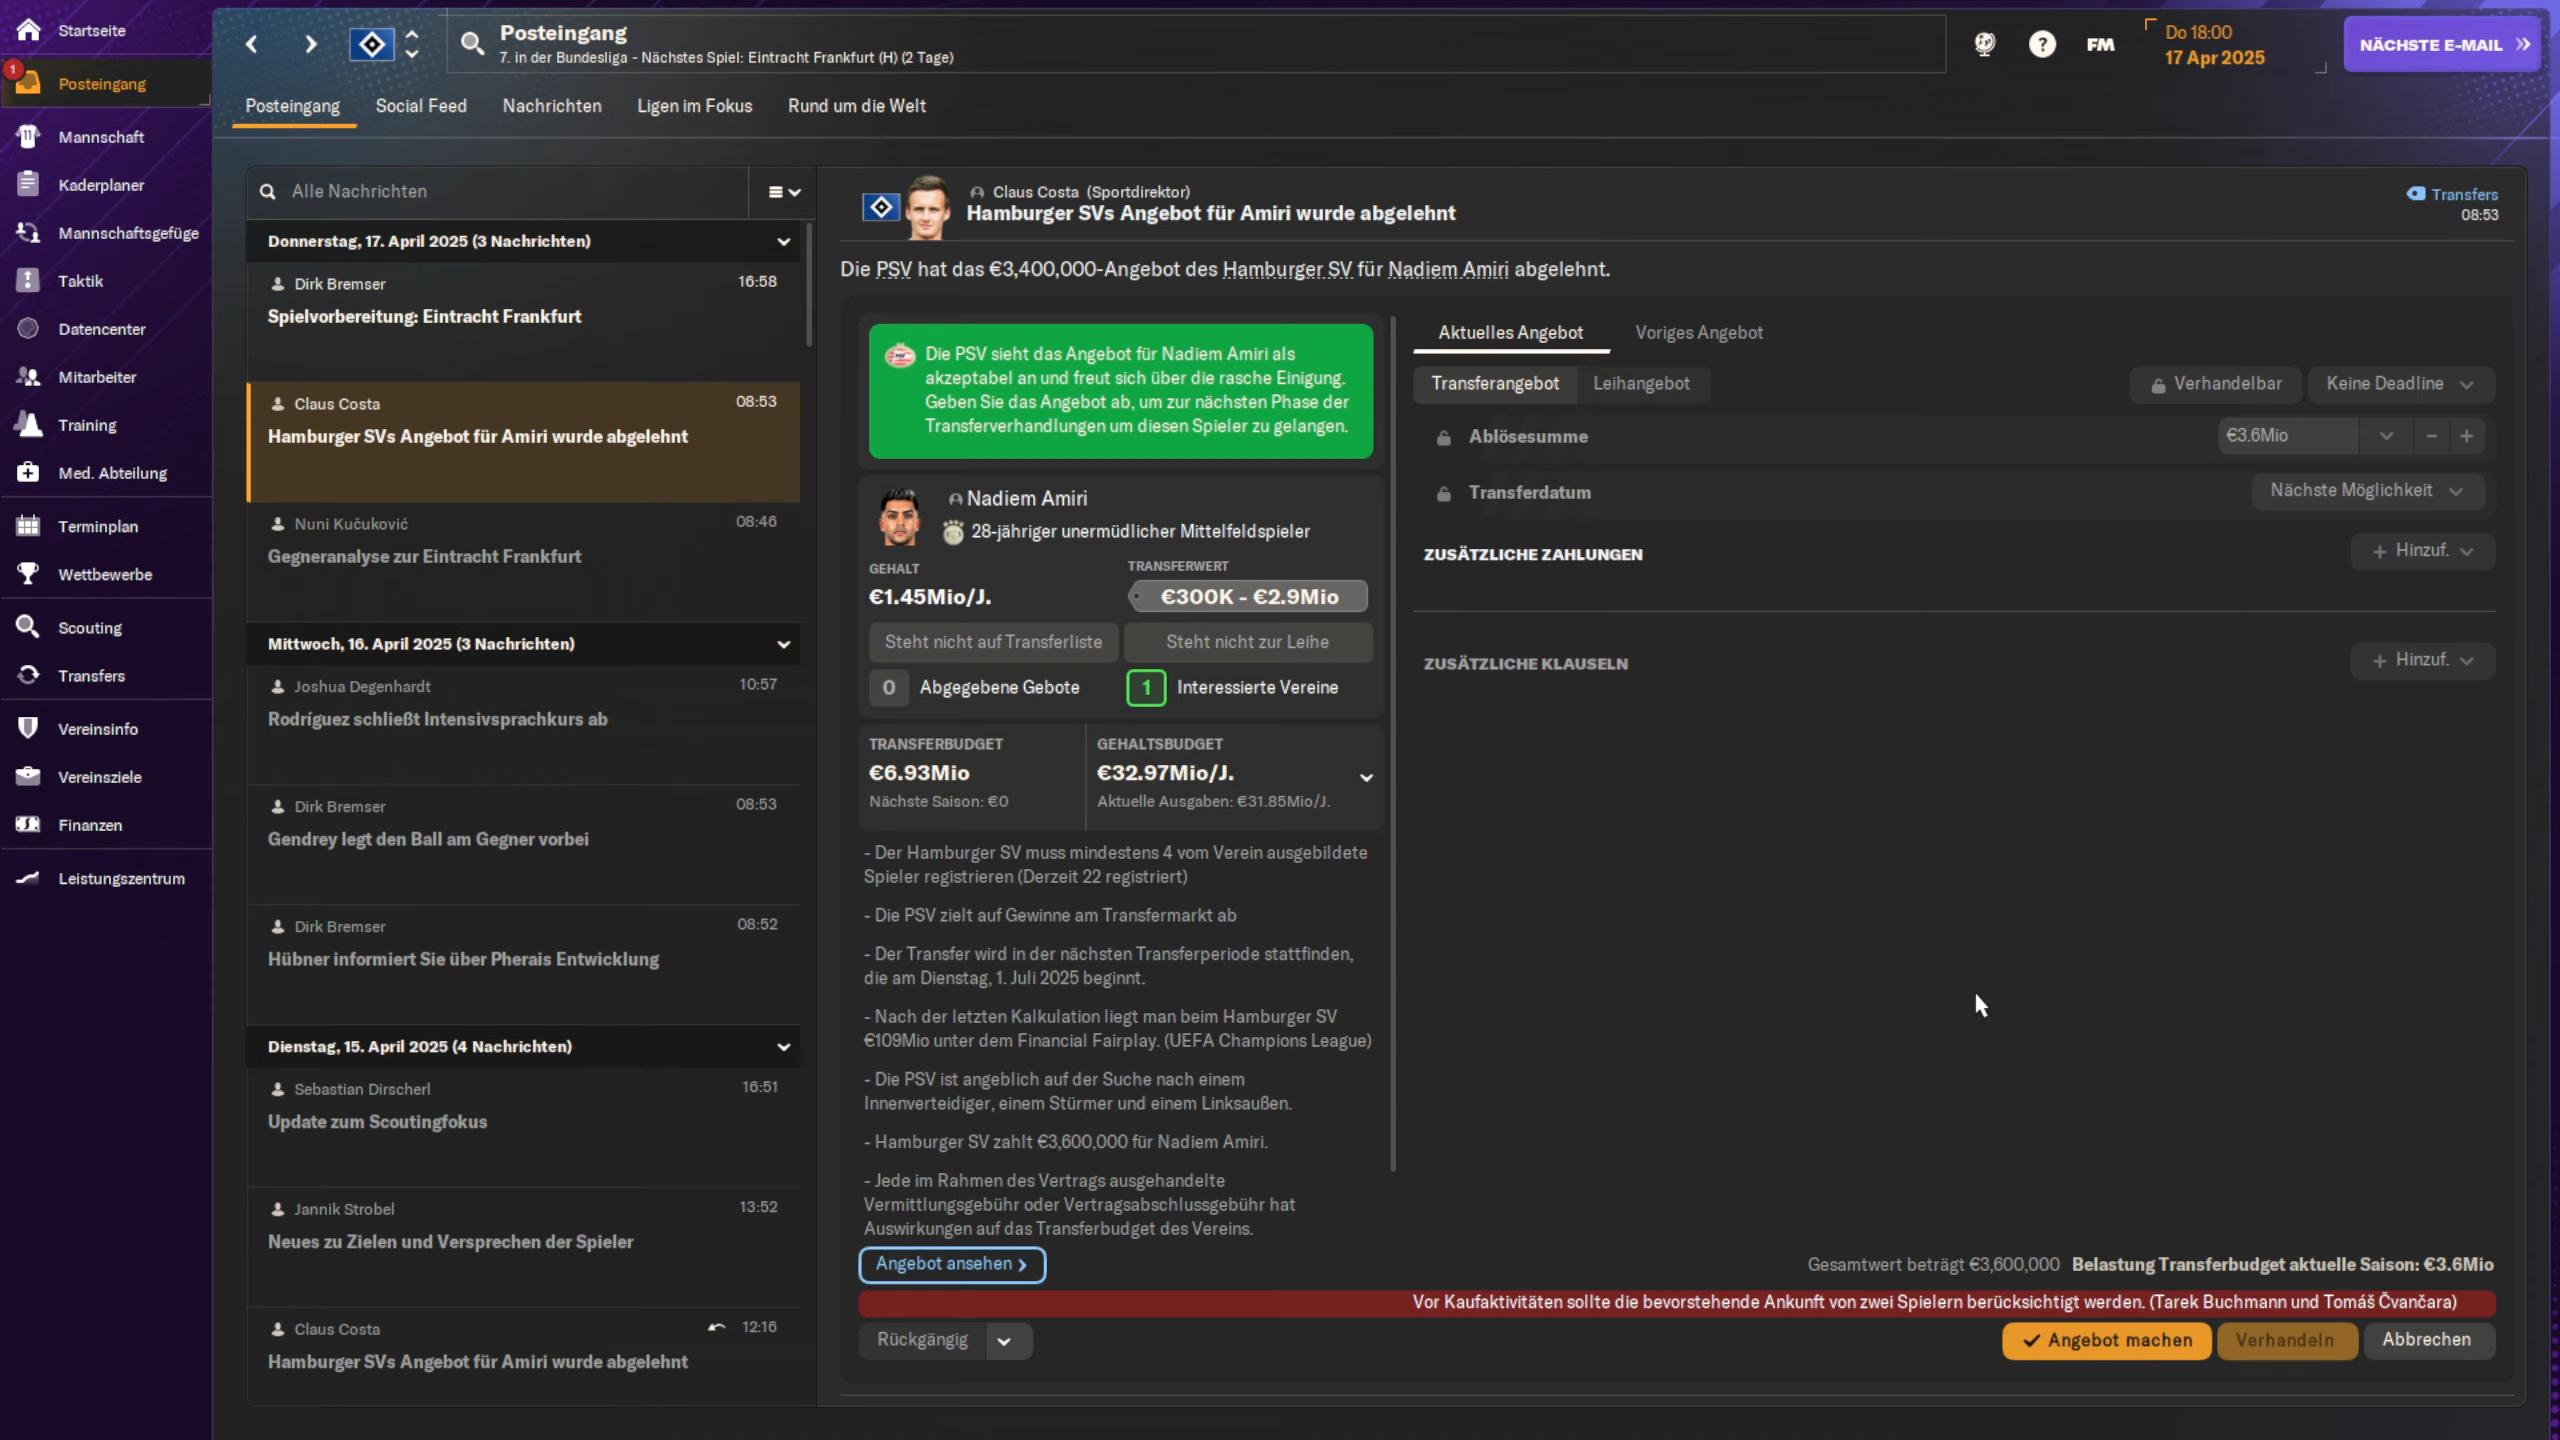 Startseite
1
Posteingang
Mannschaft
Kaderplaner
Mannschaftsgefüge
Taktik
Datencenter
Mitarbeiter
Training
Med. Abteilung
Terminplan
Wettbewerbe
Scouting
Transfers
Vereinsinfo
Vereinsziele
Finanzen
Leistungszentrum
Posteingang
7. in der Bundesliga - Nächstes Spiel: Eintracht Frankfurt (H) (2 Tage)
?
FM
Do 18:00
17 Apr 2025
NÄCHSTE E-MAIL
Posteingang
Social Feed
Nachrichten
Ligen im Fokus
Rund um die Welt
Alle Nachrichten
Donnerstag, 17. April 2025 (3 Nachrichten)
Dirk Bremser 16:58
Spielvorbereitung: Eintracht Frankfurt
Claus Costa 08:53
Hamburger SVs Angebot für Amiri wurde abgelehnt
Nuni Kučuković 08:46
Gegneranalyse zur Eintracht Frankfurt
Mittwoch, 16. April 2025 (3 Nachrichten)
Joshua Degenhardt 10:57
Rodríguez schließt Intensivsprachkurs ab
Dirk Bremser 08:53
Gendrey legt den Ball am Gegner vorbei
Dirk Bremser 08:52
Hübner informiert Sie über Pherais Entwicklung
Dienstag, 15. April 2025 (4 Nachrichten)
Sebastian Dirscherl 16:51
Update zum Scoutingfokus
Jannik Strobel 13:52
Neues zu Zielen und Versprechen der Spieler
Claus Costa 12:16
Hamburger SVs Angebot für Amiri wurde abgelehnt
Claus Costa (Sportdirektor)
Hamburger SVs Angebot für Amiri wurde abgelehnt
Transfers
08:53
Die PSV hat das €3,400,000-Angebot des Hamburger SV für Nadiem Amiri abgelehnt.
Die PSV sieht das Angebot für Nadiem Amiri als
akzeptabel an und freut sich über die rasche Einigung.
Geben Sie das Angebot ab, um zur nächsten Phase der
Transferverhandlungen um diesen Spieler zu gelangen.
Nadiem Amiri
28-jähriger unermüdlicher Mittelfeldspieler
GEHALT
€1.45Mio/J.
TRANSFERWERT
€300K - €2.9Mio
Steht nicht auf Transferliste
Steht nicht zur Leihe
0 Abgegebene Gebote
1 Interessierte Vereine
TRANSFERBUDGET
€6.93Mio
Nächste Saison: €0
GEHALTSBUDGET
€32.97Mio/J.
Aktuelle Ausgaben: €31.85Mio/J.
- Der Hamburger SV muss mindestens 4 vom Verein ausgebildete
Spieler registrieren (Derzeit 22 registriert)
- Die PSV zielt auf Gewinne am Transfermarkt ab
- Der Transfer wird in der nächsten Transferperiode stattfinden,
die am Dienstag, 1. Juli 2025 beginnt.
- Nach der letzten Kalkulation liegt man beim Hamburger SV
€109Mio unter dem Financial Fairplay. (UEFA Champions League)
- Die PSV ist angeblich auf der Suche nach einem
Innenverteidiger, einem Stürmer und einem Linksaußen.
- Hamburger SV zahlt €3,600,000 für Nadiem Amiri.
- Jede im Rahmen des Vertrags ausgehandelte
Vermittlungsgebühr oder Vertragsabschlussgebühr hat
Auswirkungen auf das Transferbudget des Vereins.
Angebot ansehen
Aktuelles Angebot
Voriges Angebot
Transferangebot
Leihangebot
Verhandelbar
Keine Deadline
Ablösesumme
€3.6Mio
Transferdatum
Nächste Möglichkeit
ZUSÄTZLICHE ZAHLUNGEN
+ Hinzuf.
ZUSÄTZLICHE KLAUSELN
+ Hinzuf.
Gesamtwert beträgt €3,600,000 Belastung Transferbudget aktuelle Saison: €3.6Mio
Vor Kaufaktivitäten sollte die bevorstehende Ankunft von zwei Spielern berücksichtigt werden. (Tarek Buchmann und Tomáš Čvančara)
Rückgängig
Angebot machen
Verhandeln
Abbrechen